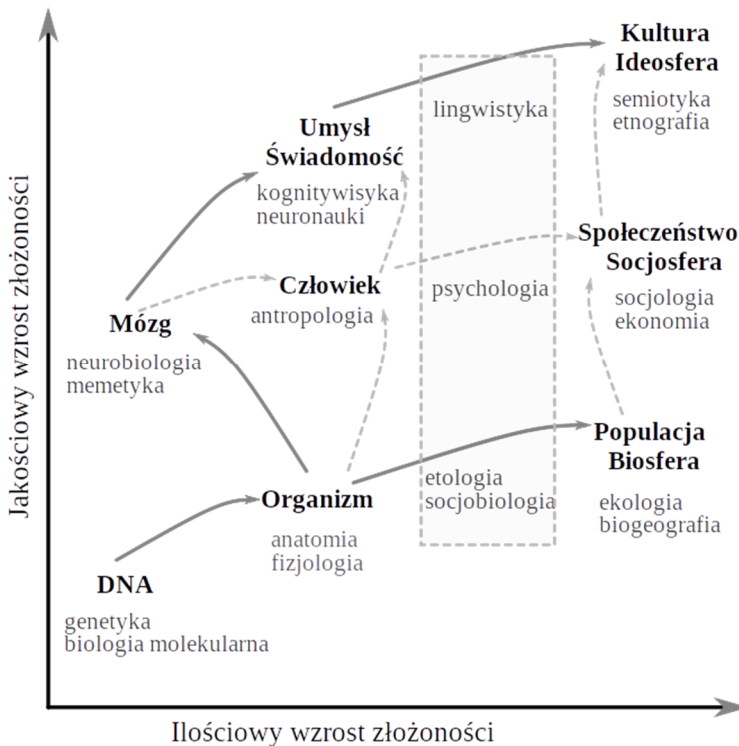 Kultura
Ideosfera
semiotyka
etnografia
lingwistyka
Umysł
Świadomość
kognitywisyka
neuronauki
Społeczeństwo
Socjosfera
socjologia
ekonomia
psychologia
Człowiek
antropologia
Mózg
neurobiologia
memetyka
Populacja
Biosfera
ekologia
biogeografia
etologia
socjobiologia
Organizm
anatomia
fizjologia
DNA
genetyka
biologia molekularna
Jakościowy wzrost złożoności
Ilościowy wzrost złożoności